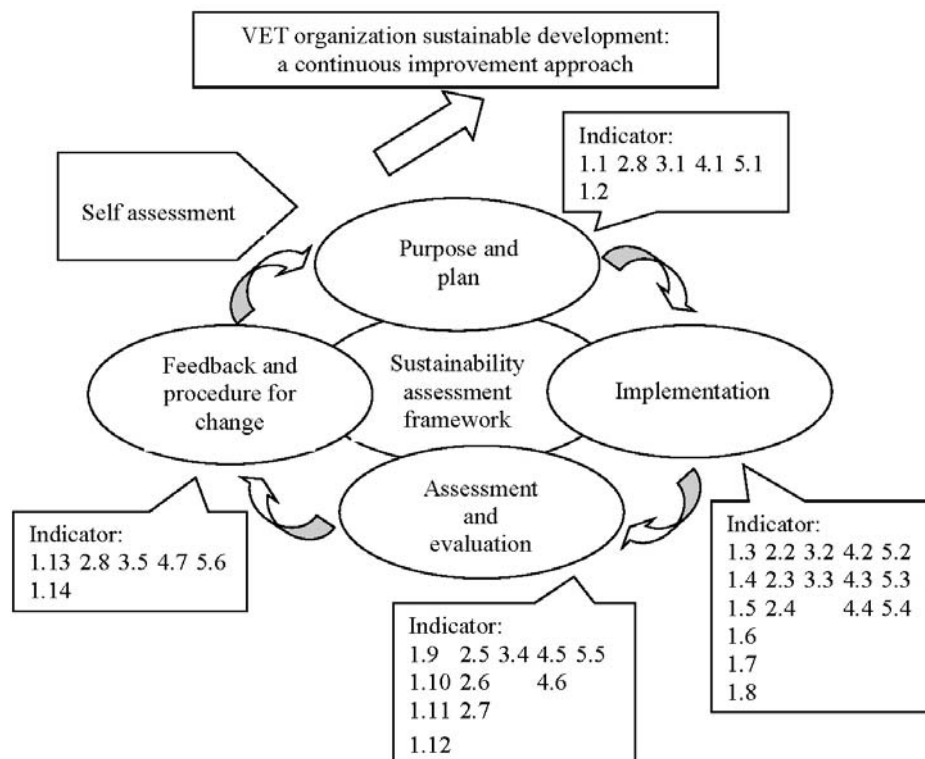 VET organization sustainable development:
a continuous improvement approach
Indicator:
1.1 2.8 3.1 4.1 5.1
1.2
Self assessment
Purpose and
plan
Feedback and
procedure for
change
Sustainability
assessment
framework
Implementation
Assessment
and
evaluation
Indicator:
1.13 2.8 3.5 4.7 5.6
1.14
Indicator:
1.9 2.5 3.4 4.5 5.5
1.10 2.6 4.6
1.11 2.7
1.12
Indicator:
1.3 2.2 3.2 4.2 5.2
1.4 2.3 3.3 4.3 5.3
1.5 2.4 4.4 5.4
1.6
1.7
1.8